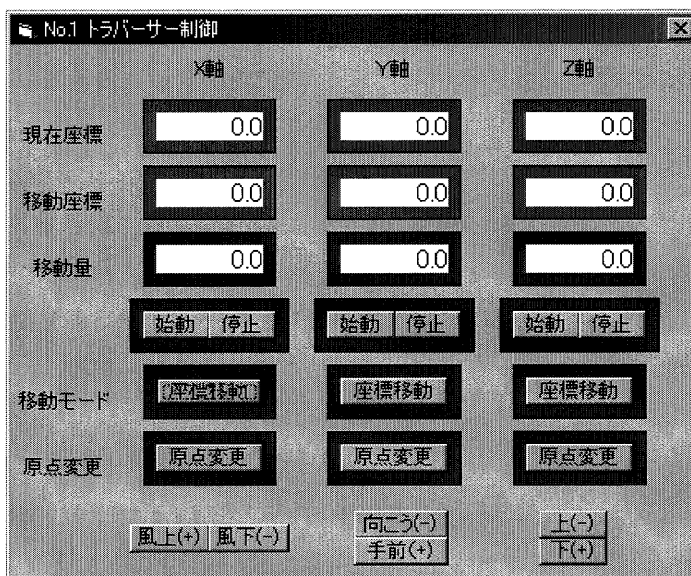 No.1 トラバーサー制御
X軸 Y軸 Z軸
現在座標 0.0 0.0 0.0
移動座標 0.0 0.0 0.0
移動量 0.0 0.0 0.0
始動 停止 始動 停止 始動 停止
移動モード 座標移動 座標移動 座標移動
原点変更 原点変更 原点変更 原点変更
向こう(-) 上(-)
風上(+) 風下(-)
手前(+) 下(+)